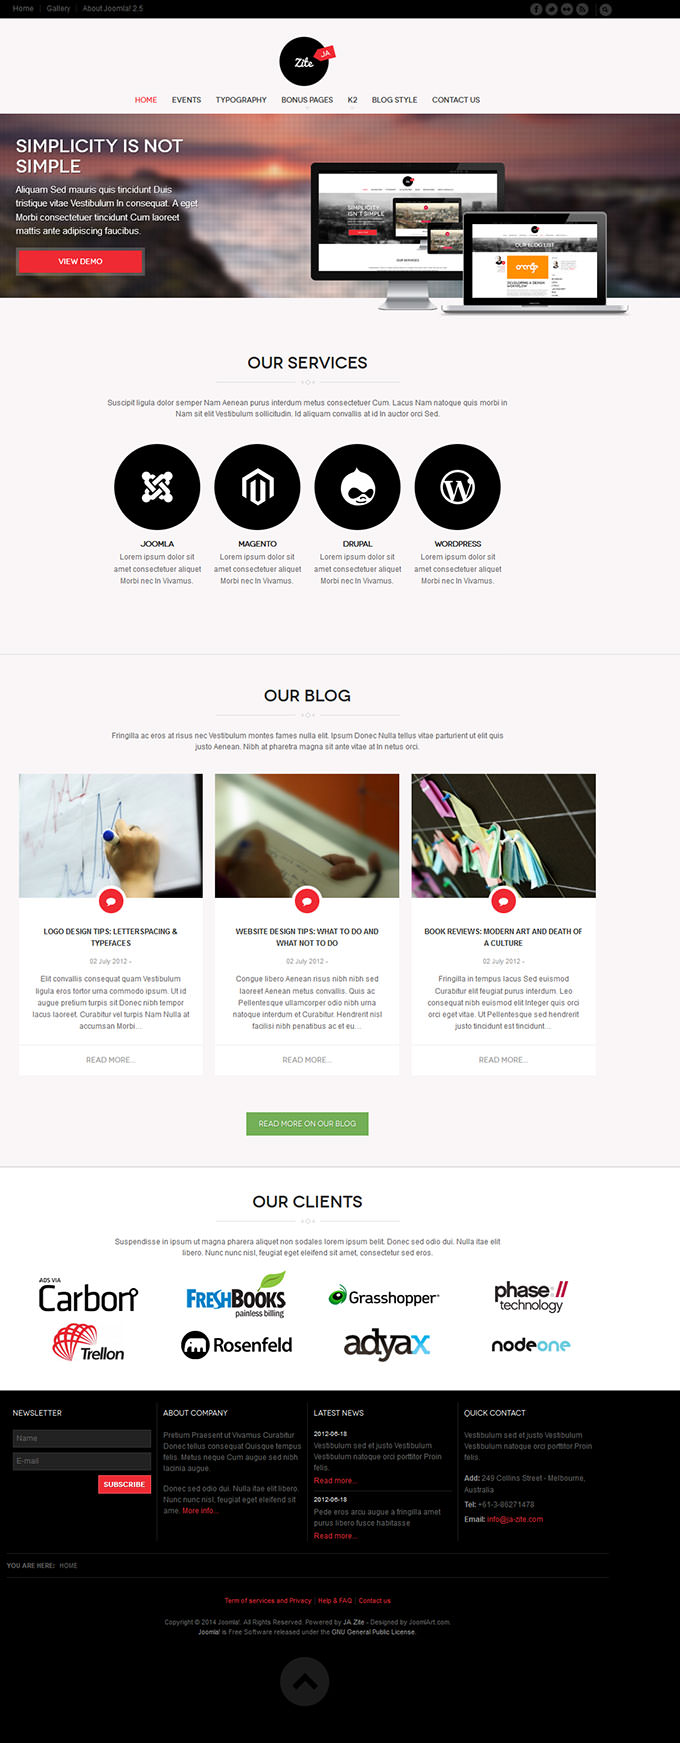 Home | Gallery | About Joomla! 2.5
Zite JA
HOME EVENTS TYPOGRAPHY BONUS PAGES K2 BLOG STYLE CONTACT US
SIMPLICITY IS NOT
SIMPLE
Aliquam Sed mauris quis tincidunt Duis
tristique vitae Vestibulum In consequat. A eget
Morbi consectetuer tincidunt Cum laoreet
mattis ante adipiscing faucibus.
VIEW DEMO
SIMPLICITY
ISN'T SIMPLE
OUR SERVICES
OUR BLOG LIST
DEVELOPING A DESIGN
WORKFLOW
OUR SERVICES
Suscipit ligula dolor semper Nam Aenean purus interdum metus consectetuer Cum. Lacus Nam natoque quis morbi in
Nam sit elit Vestibulum sollicitudin. Id aliquam convallis at id In auctor orci Sed.
JOOMLA
Lorem ipsum dolor sit
amet consectetuer aliquet
Morbi nec In Vivamus.
MAGENTO
Lorem ipsum dolor sit
amet consectetuer aliquet
Morbi nec In Vivamus.
DRUPAL
Lorem ipsum dolor sit
amet consectetuer aliquet
Morbi nec In Vivamus.
WORDPRESS
Lorem ipsum dolor sit
amet consectetuer aliquet
Morbi nec In Vivamus.
OUR BLOG
Fringilla ac eros at risus nec Vestibulum montes fames nulla elit. Ipsum Donec Nulla tellus vitae parturient ut elit quis
justo Aenean. Nibh at pharetra magna sit ante vitae at In netus orci.
LOGO DESIGN TIPS: LETTERSPACING &
TYPEFACES
02 July 2012 -
Elit convallis consequat quam Vestibulum
ligula eros tortor urna commodo ipsum. Ut id
augue pretium turpis sit Donec nibh tempor
lacus laoreet. Curabitur vel turpis Nam Nulla at
accumsan Morbi...
READ MORE...
WEBSITE DESIGN TIPS: WHAT TO DO AND
WHAT NOT TO DO
02 July 2012 -
Congue libero Aenean risus nibh nibh sed
laoreet Aenean metus convallis. Quis ac
Pellentesque ullamcorper odio nibh urna
natoque interdum et Curabitur. Hendrerit nisl
facilisi nibh penatibus ac et eu...
READ MORE...
BOOK REVIEWS: MODERN ART AND DEATH OF
A CULTURE
02 July 2012 -
Fringilla in tempus lacus Sed euismod
Curabitur elit feugiat purus interdum. Leo
consequat nibh euismod elit Integer quis orci
orci eget vitae. Ut Pellentesque sed hendrerit
justo tincidunt est tincidunt...
READ MORE...
READ MORE ON OUR BLOG
OUR CLIENTS
Suspendisse in ipsum ut magna pharera aliquet non sodales lorem ipsum belit. Donec sed odio dui. Nulla itae elit
libero. Nunc nunc nisl, feugiat eget eleifend sit amet, consectetur sed eros.
ADS VIA
Carbon
FRESHBOOKS
painless billing
Grasshopper
phase://
technology
Trellon
Rosenfeld
adyax
nodeone
NEWSLETTER
Name
E-mail
SUBSCRIBE
ABOUT COMPANY
Pretium Praesent ut Vivamus Curabitur
Donec tellus consequat Quisque tempus
felis. Metus neque Cum augue sed nibh
lacinia augue.
Donec sed odio dui. Nulla itae elit libero.
Nunc nunc nisl, feugiat eget eleifend sit
ame. More info...
LATEST NEWS
2012-06-18
Vestibulum sed et justo Vestibulum
Vestibulum natoque orci porttitor Proin
felis.
Read more...
2012-06-18
Pede eros arcu augue a fringilla amet
purus libero fusce habitasse
Read more...
QUICK CONTACT
Vestibulum sed et justo Vestibulum
Vestibulum natoque orci porttitor Proin
felis.
Add: 249 Collins Street - Melbourne,
Australia
Tel: +61-3-86271478
Email: info@ja-zite.com
YOU ARE HERE: HOME
Term of services and Privacy | Help & FAQ | Contact us
Copyright © 2014 Joomla!. All Rights Reserved. Powered by JA Zite - Designed by JoomlArt.com.
Joomla! is Free Software released under the GNU General Public License.